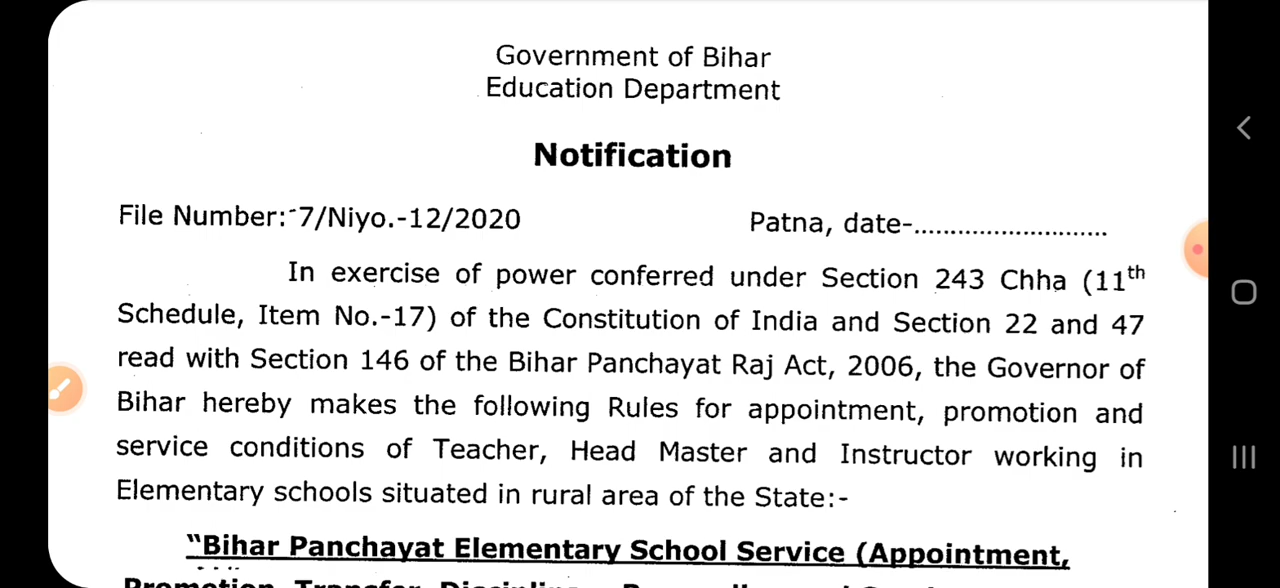 Government of Bihar
Education Department
Notification
File Number:-7/Niyo.-12/2020 Patna, date-...........................
In exercise of power conferred under Section 243 Chha (11th
Schedule, Item No.-17) of the Constitution of India and Section 22 and 47
read with Section 146 of the Bihar Panchayat Raj Act, 2006, the Governor of
Bihar hereby makes the following Rules for appointment, promotion and
service conditions of Teacher, Head Master and Instructor working in
Elementary schools situated in rural area of the State:-
"Bihar Panchayat Elementary School Service (Appointment,
Promotion, Transfer,